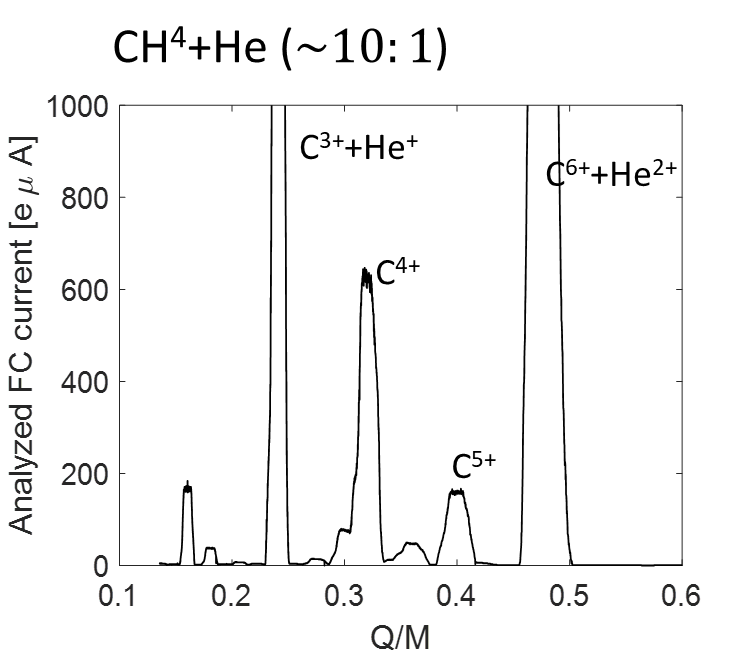 CH⁴+He (~10: 1)
1000
800
600
400
200
0
Analyzed FC current [e μ A]
C³⁺+He⁺
C⁶⁺+He²⁺
C⁴⁺
C⁵⁺
0.1 0.2 0.3 0.4 0.5 0.6
Q/M